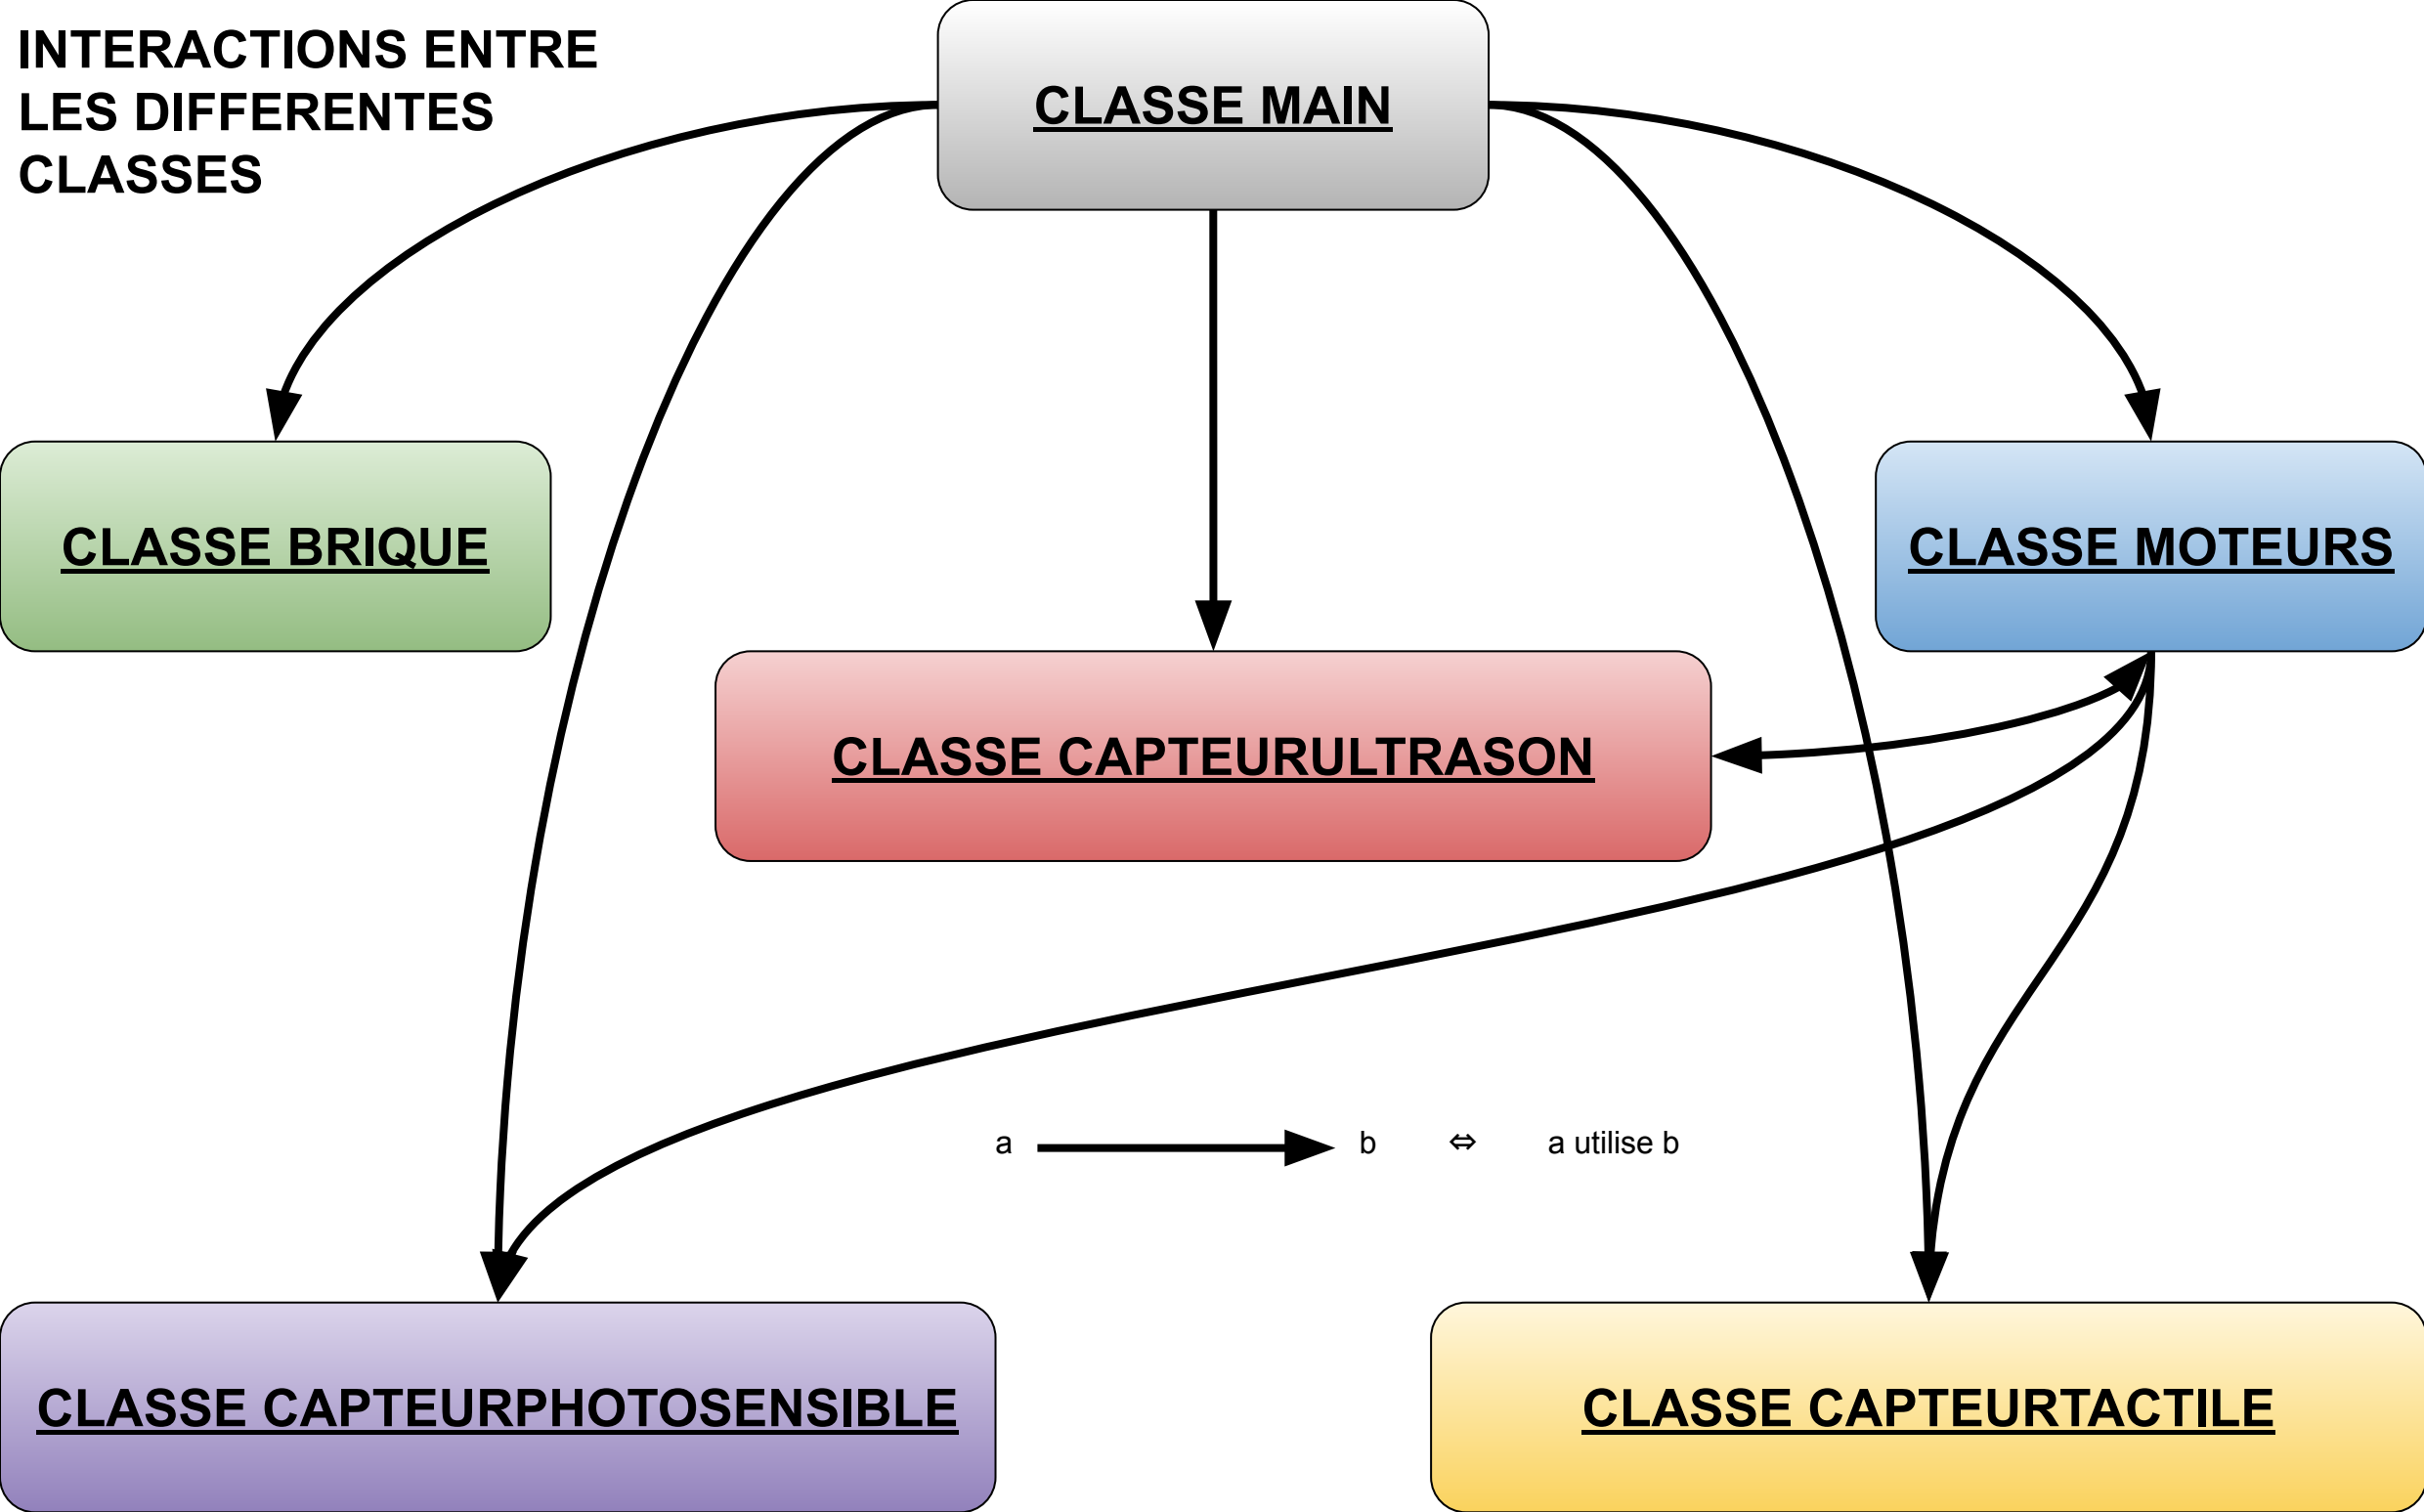 INTERACTIONS ENTRE
LES DIFFERENTES
CLASSES
CLASSE MAIN
CLASSE BRIQUE
CLASSE MOTEURS
CLASSE CAPTEURULTRASON
a b ⇔ a utilise b
CLASSE CAPTEURPHOTOSENSIBLE
CLASSE CAPTEURTACTILE